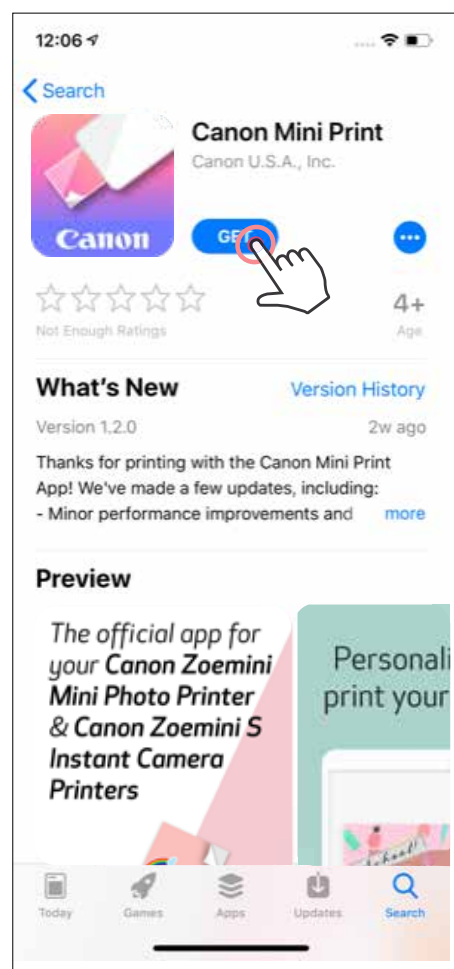 12:06
Search
Canon Mini Print
Canon U.S.A., Inc.
Canon
GET
4+
Not Enough Ratings
Age
What's New
Version History
Version 1.2.0
2w ago
Thanks for printing with the Canon Mini Print
App! We've made a few updates, including:
- Minor performance improvements and more
Preview
The official app for
your Canon Zoemini
Mini Photo Printer
& Canon Zoemini S
Instant Camera
Printers
Personali
print your
School!
Today
Games
Apps
Updates
Search